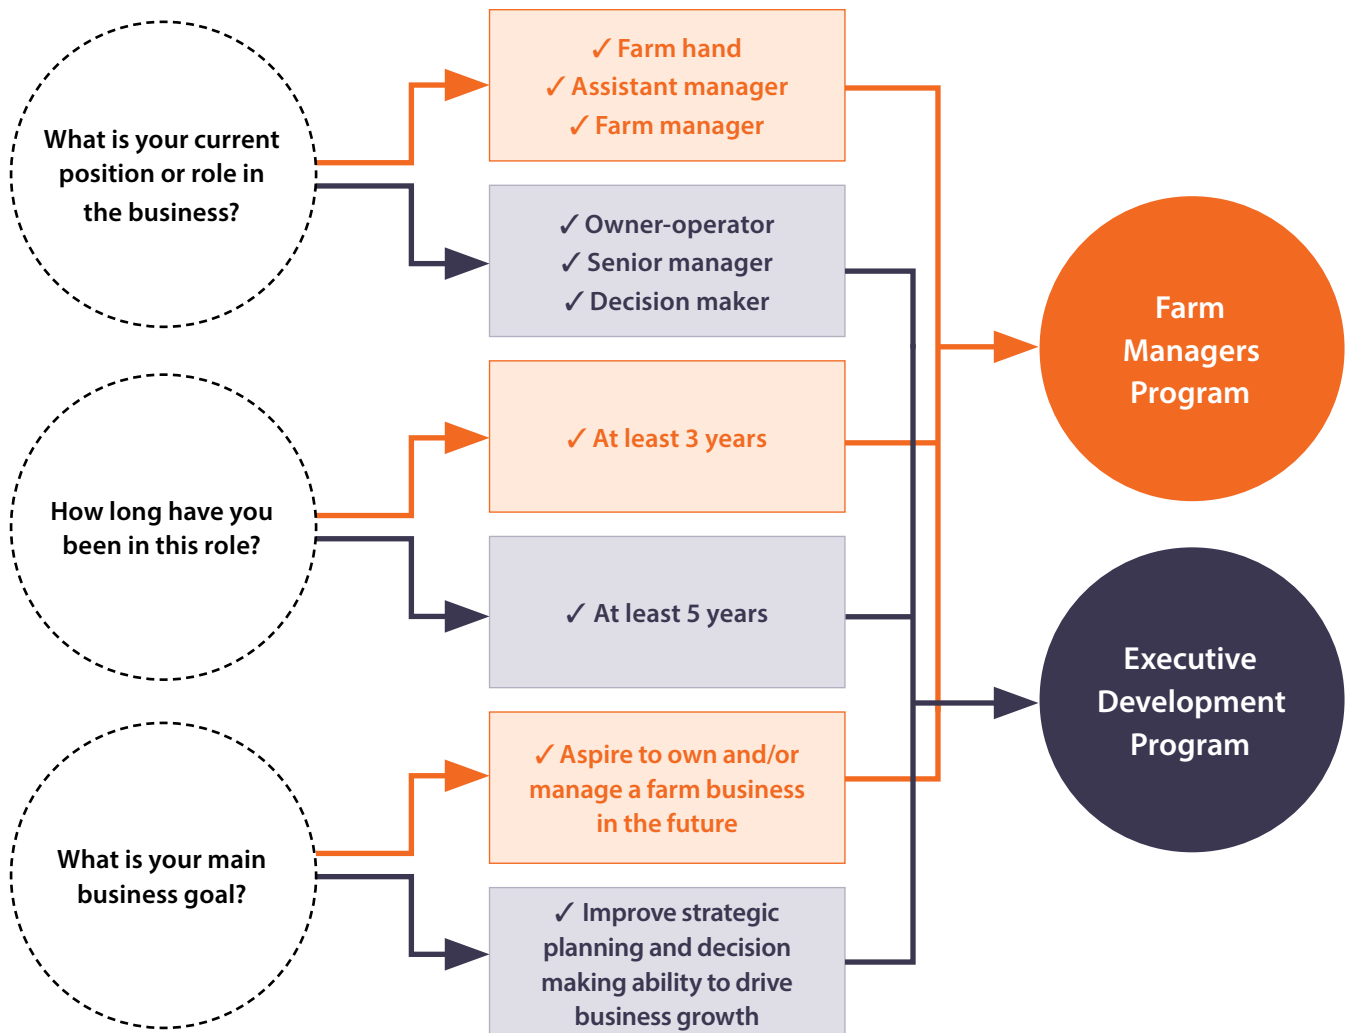 What is your current
position or role in
the business?
✓ Farm hand
✓ Assistant manager
✓ Farm manager
✓ Owner-operator
✓ Senior manager
✓ Decision maker
How long have you
been in this role?
✓ At least 3 years
✓ At least 5 years
What is your main
business goal?
✓ Aspire to own and/or
manage a farm business
in the future
✓ Improve strategic
planning and decision
making ability to drive
business growth
Farm
Managers
Program
Executive
Development
Program